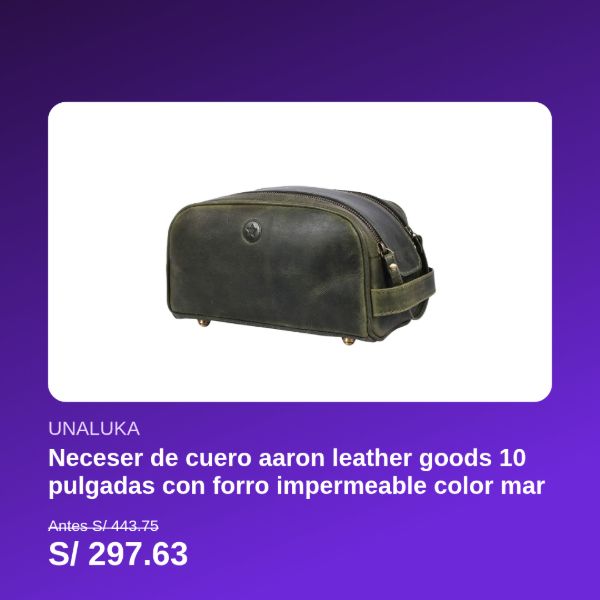 UNALUKA
Neceser de cuero aaron leather goods 10
pulgadas con forro impermeable color mar
Antes S/ 443.75
S/ 297.63